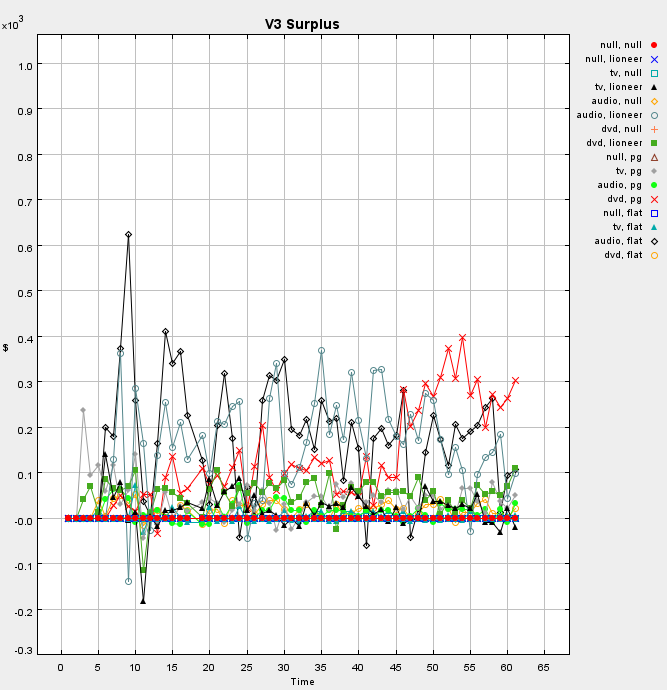 V3 Surplus
x10³
1.0
0.9
0.8
0.7
0.6
0.5
0.4
0.3
0.2
0.1
-0.0
-0.1
-0.2
-0.3
$
0 5 10 15 20 25 30 35 40 45 50 55 60 65
Time
null, null
null, lioneer
tv, null
tv, lioneer
audio, null
audio, lioneer
dvd, null
dvd, lioneer
null, pg
tv, pg
audio, pg
dvd, pg
null, flat
tv, flat
audio, flat
dvd, flat